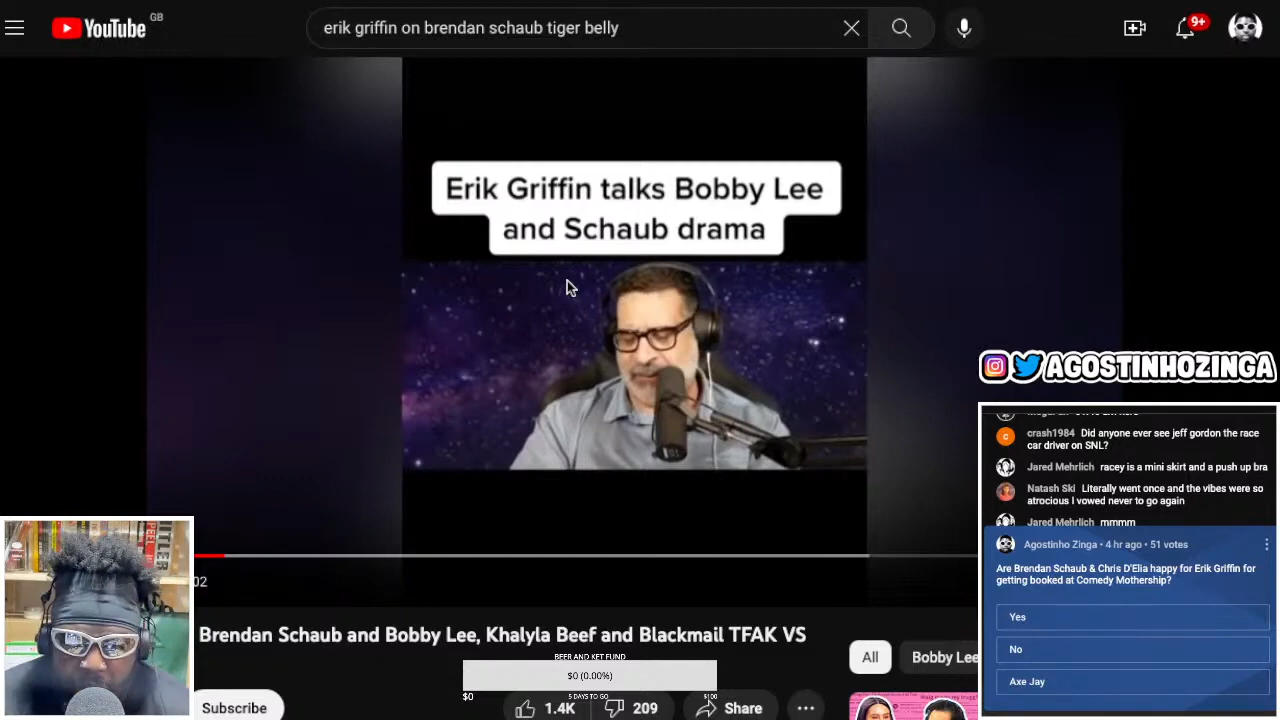 YouTube
GB
erik griffin on brendan schaub tiger belly
9+
Erik Griffin talks Bobby Lee
and Schaub drama
AGOSTINHOZINGA
crash1984 Did anyone ever see jeff gordon the race
car driver on SNL?
Jared Mehrlich racey is a mini skirt and a push up bra
Natash Ski Literally went once and the vibes were so
atrocious I vowed never to go again
Jared Mehrlich mmmm
Agostinho Zinga • 4 hr ago • 51 votes
Are Brendan Schaub & Chris D'Elia happy for Erik Griffin for
getting booked at Comedy Mothership?
Yes
No
Axe Jay
02
Brendan Schaub and Bobby Lee, Khalyla Beef and Blackmail TFAK VS
All
Bobby Lee
BEER AND KET FUND
$0 (0.00%)
$0
5 DAYS TO GO
$100
Subscribe
1.4K
209
Share
PEEL